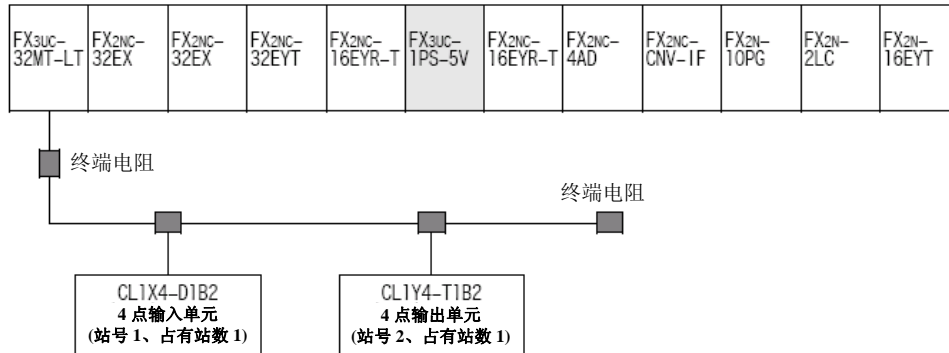 FX3UC-
32MT-LT
FX2NC-
32EX
FX2NC-
32EX
FX2NC-
32EYT
FX2NC-
16EYR-T
FX3UC-
1PS-5V
FX2NC-
16EYR-T
FX2NC-
4AD
FX2NC-
CNV-IF
FX2N-
10PG
FX2N-
2LC
FX2N-
16EYT
终端电阻
终端电阻
CL1X4-D1B2
4 点输入单元
(站号 1、占有站数 1)
CL1Y4-T1B2
4 点输出单元
(站号 2、占有站数 1)